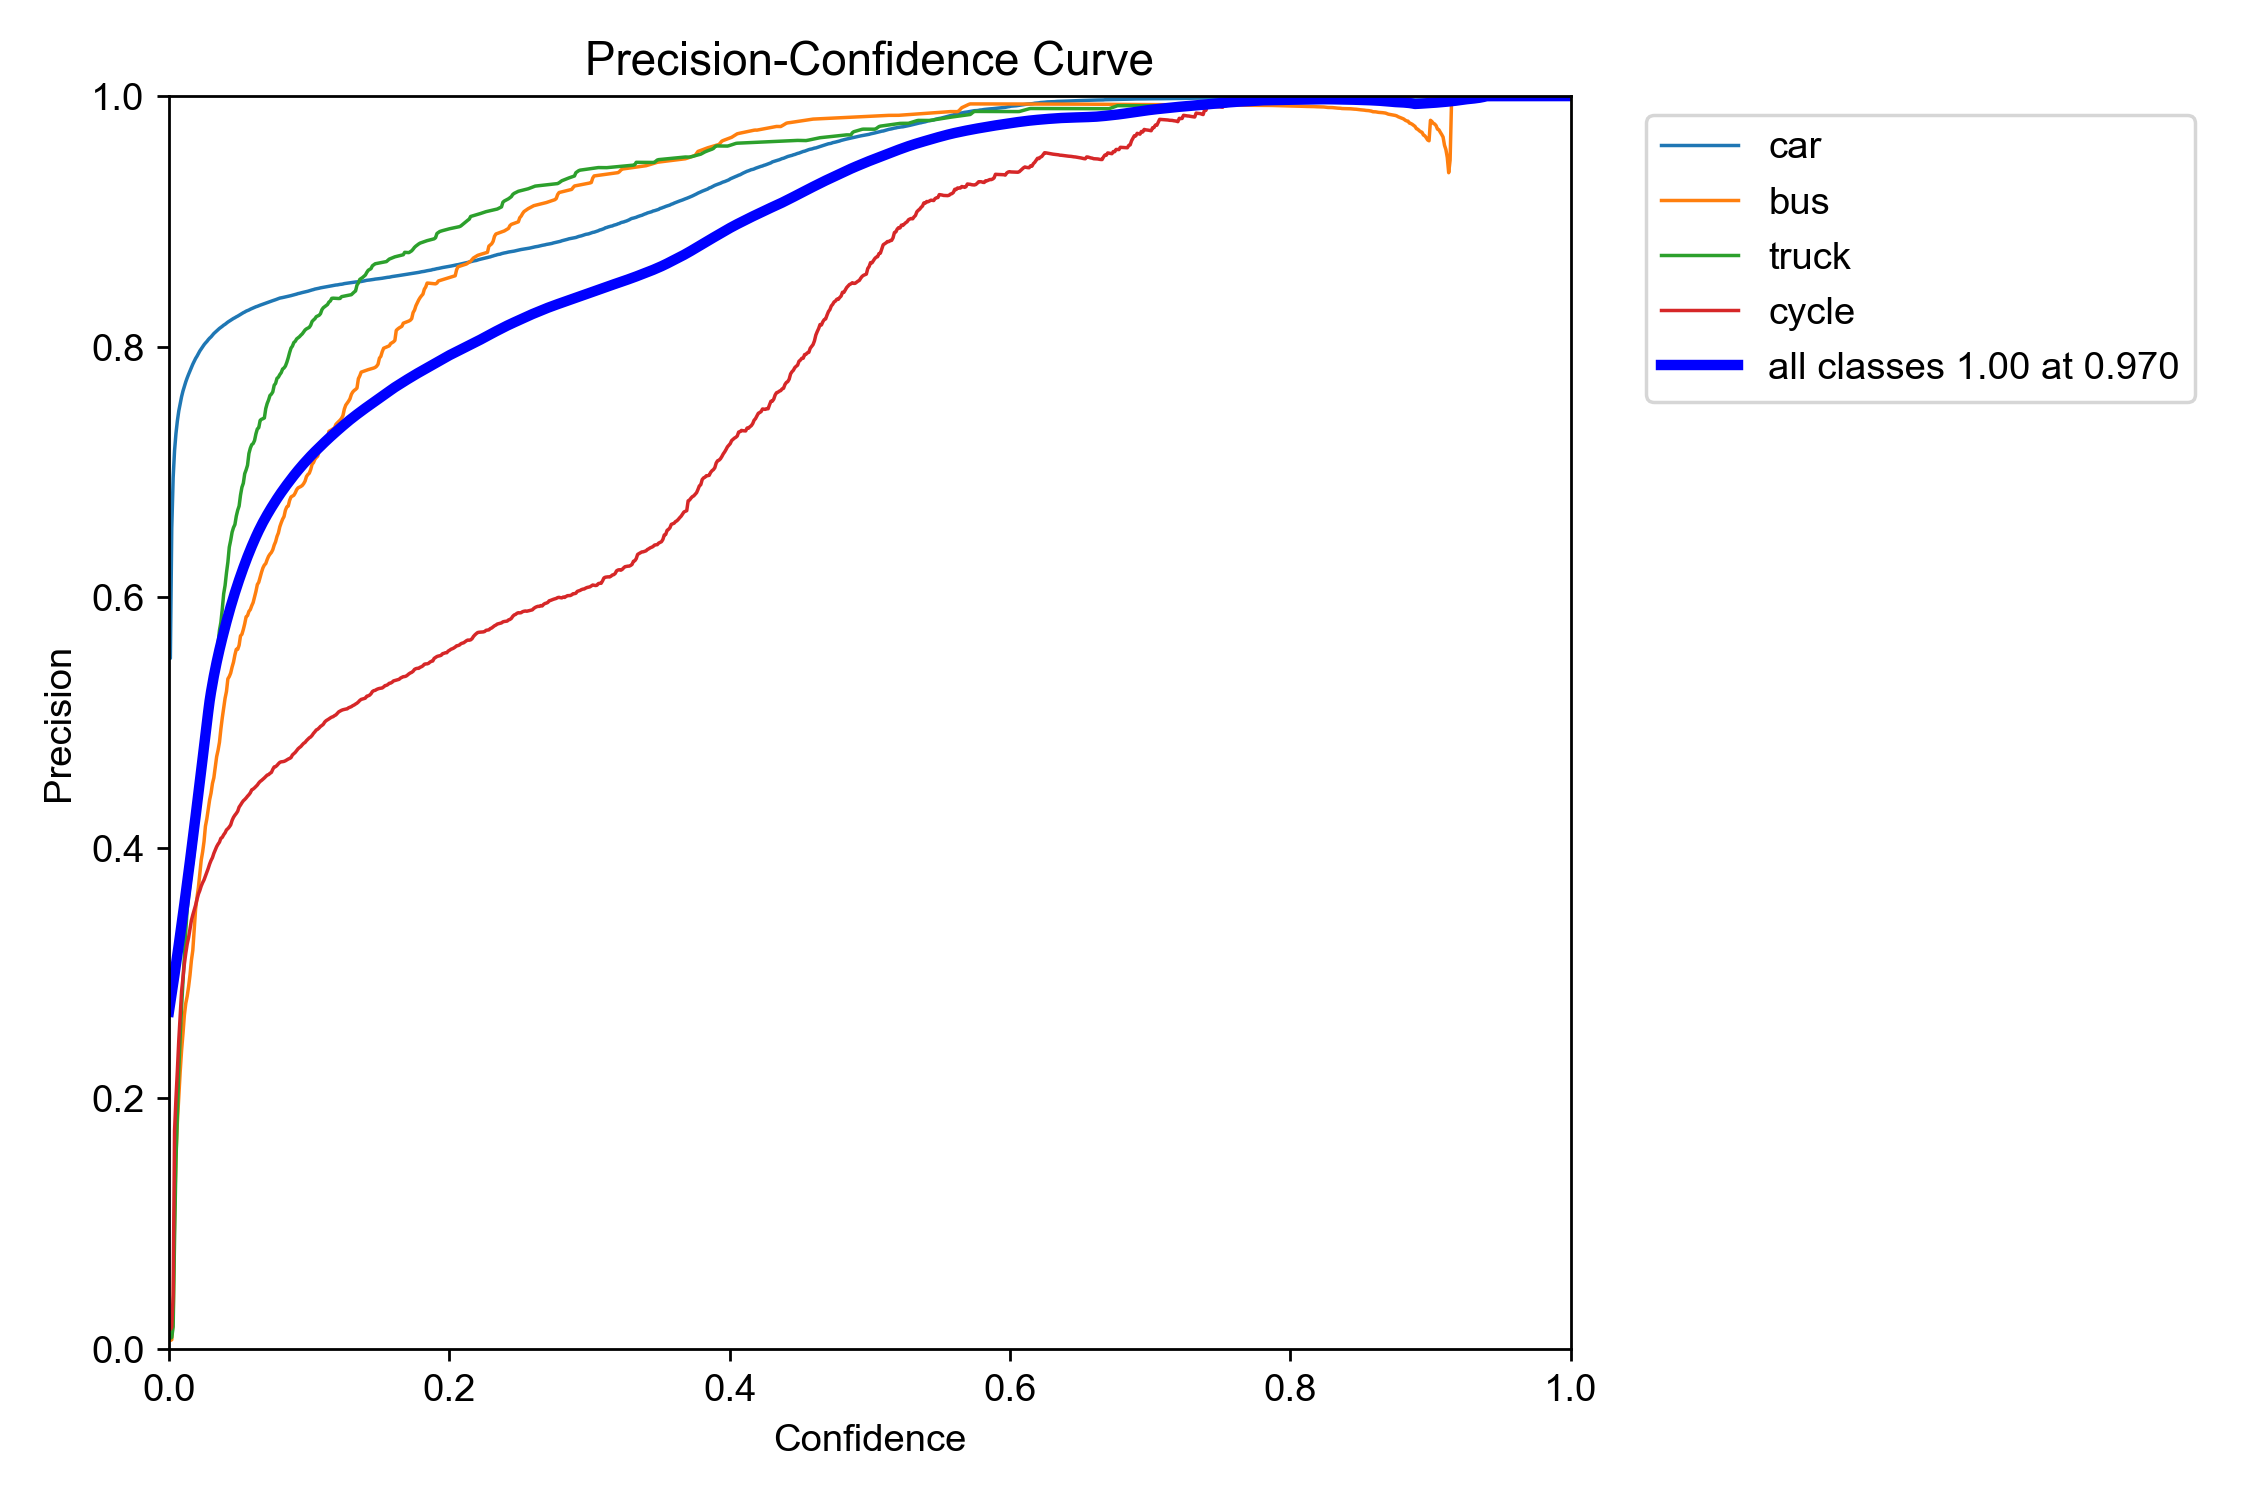 Precision-Confidence Curve
1.0
0.8
0.6
0.4
0.2
0.0
Precision
0.0 0.2 0.4 0.6 0.8 1.0
Confidence
car
bus
truck
cycle
all classes 1.00 at 0.970